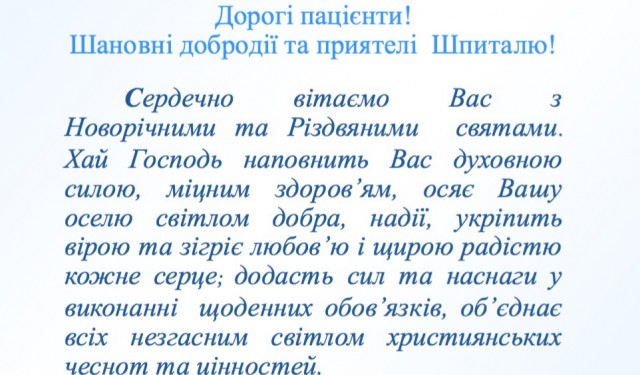 Дорогі пацієнти!
Шановні добродії та приятелі Шпиталю!
Сердечно вітаємо Вас з
Новорічними та Різдвяними святами.
Хай Господь наповнить Вас духовною
силою, міцним здоров’ям, осяє Вашу
оселю світлом добра, надії, укріпить
вірою та зігріє любов’ю і щирою радістю
кожне серце; додасть сил та наснаги у
виконанні щоденних обов’язків, об’єднає
всіх незгасним світлом християнських
чеснот та цінностей.